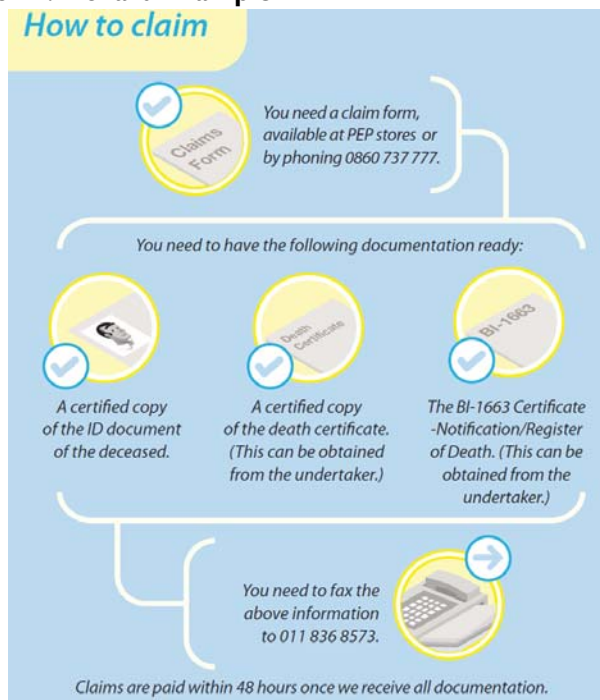 How to claim
Claims
Form
You need a claim form,
available at PEP stores or
by phoning 0860 737 777.
You need to have the following documentation ready:
Death
Certificate
BI-1663
A certified copy
of the ID document
of the deceased.
A certified copy
of the death certificate.
(This can be obtained
from the undertaker.)
The BI-1663 Certificate
-Notification/Register
of Death. (This can be
obtained from the
undertaker.)
You need to fax the
above information
to 011 836 8573.
Claims are paid within 48 hours once we receive all documentation.